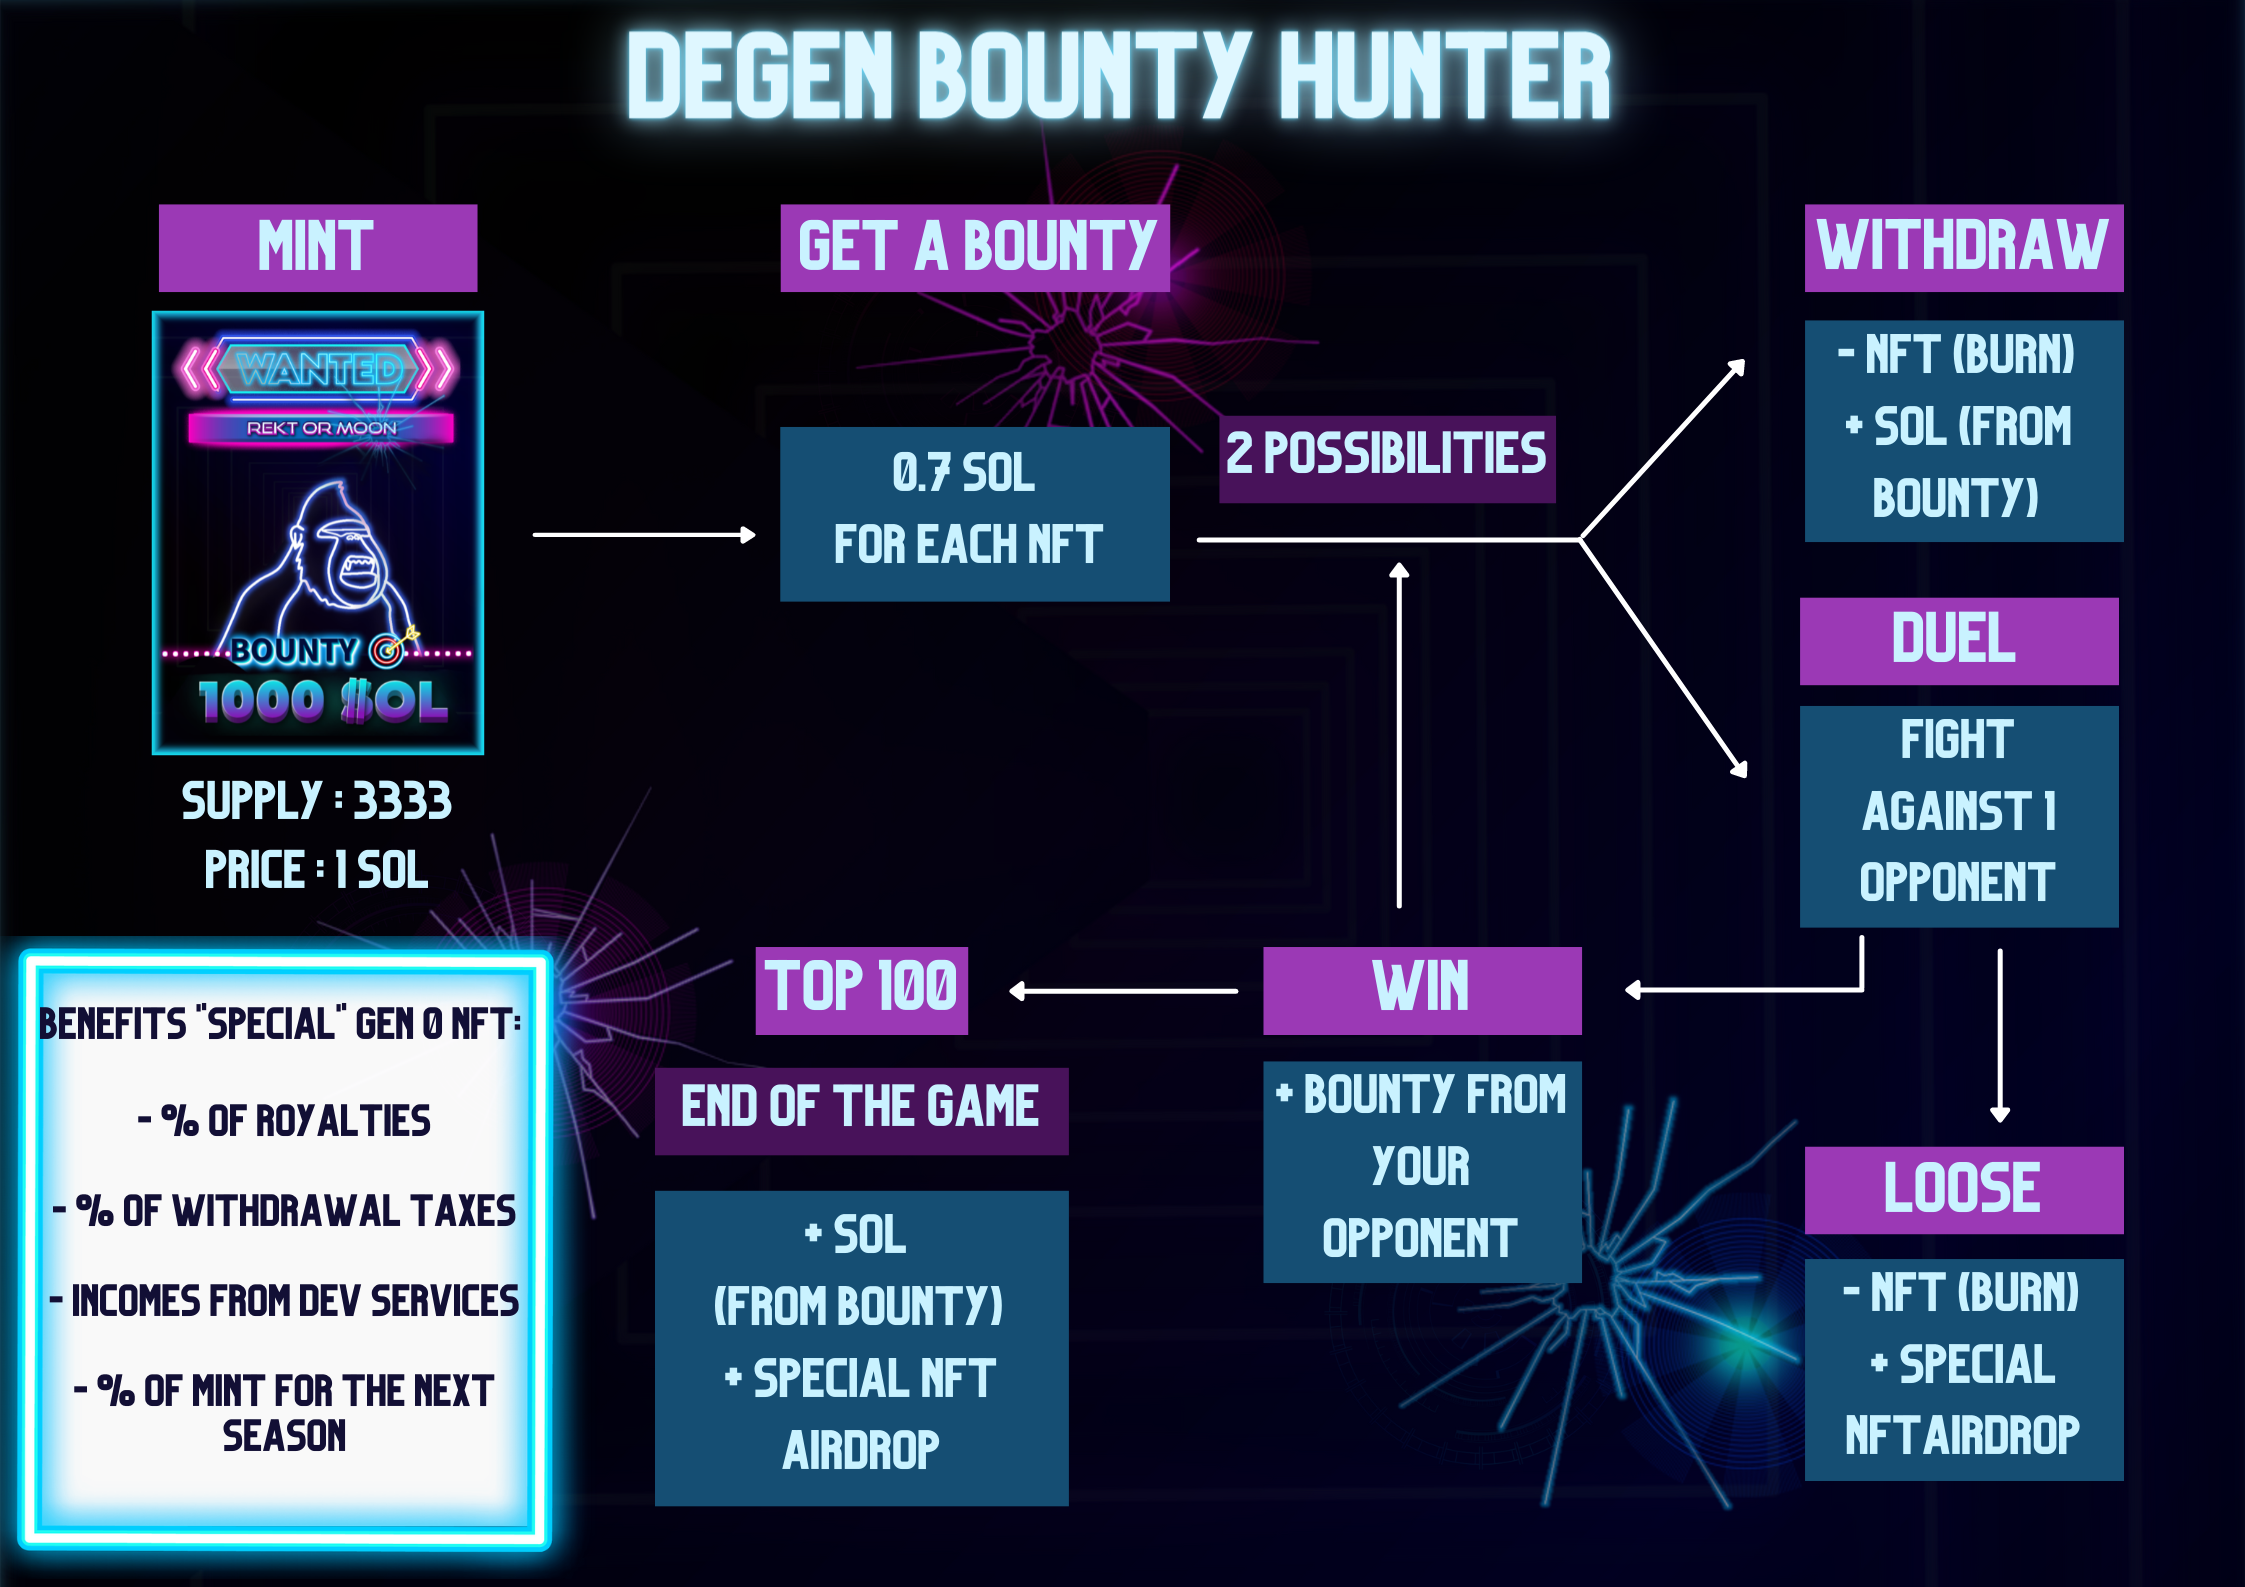 DEGEN BOUNTY HUNTER
MINT
WANTED
REKT OR MOON
BOUNTY
1000 $OL
SUPPLY : 3333
PRICE : 1 SOL
GET A BOUNTY
0.7 SOL
FOR EACH NFT
2 POSSIBILITIES
WITHDRAW
- NFT (BURN)
+ SOL (FROM
BOUNTY)
DUEL
FIGHT
AGAINST 1
OPPONENT
WIN
+ BOUNTY FROM
YOUR
OPPONENT
LOOSE
- NFT (BURN)
+ SPECIAL
NFTAIRDROP
TOP 100
END OF THE GAME
+ SOL
(FROM BOUNTY)
+ SPECIAL NFT
AIRDROP
BENEFITS "SPECIAL" GEN 0 NFT:
- % OF ROYALTIES
- % OF WITHDRAWAL TAXES
- INCOMES FROM DEV SERVICES
- % OF MINT FOR THE NEXT
SEASON